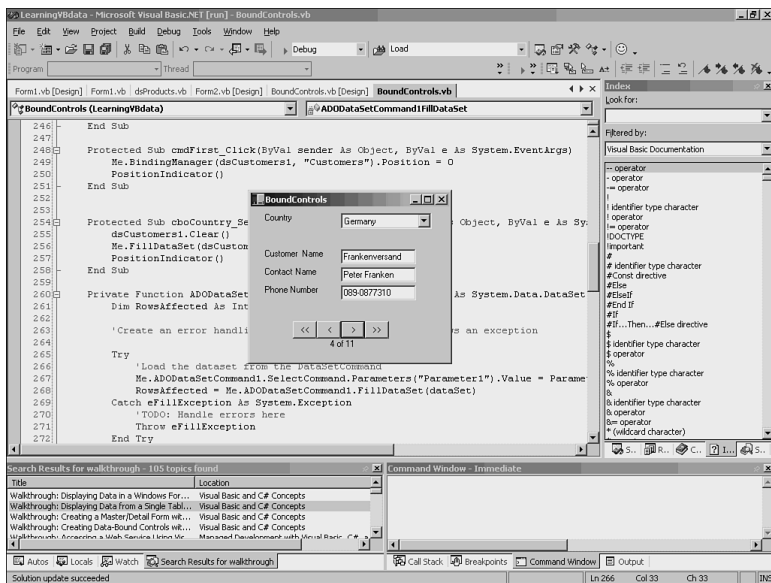 LearningVBdata - Microsoft Visual Basic.NET [run] - BoundControls.vb
File Edit View Project Build Debug Tools Window Help
Debug Load
Program Thread
Form1.vb [Design] Form1.vb dsProducts.vb Form2.vb [Design] BoundControls.vb [Design] BoundControls.vb
BoundControls (LearningVBdata) ADODataSetCommand1FillDataSet
246 End Sub
247
248 Protected Sub cmdFirst_Click(ByVal sender As Object, ByVal e As System.EventArgs)
249 Me.BindingManager(dsCustomers1, "Customers").Position = 0
250 PositionIndicator()
251 End Sub
252
253
254 Protected Sub cboCountry_Se Object, ByVal e As Sy
255 dsCustomers1.Clear()
256 Me.FillDataSet(dsCustom
257 PositionIndicator()
258 End Sub
259
260 Private Function ADODataSet As System.Data.DataSet
261 Dim RowsAffected As Int
262
263 'Create an error handli s an exception
264
265 Try
266 'Load the dataset from the DataSetCommand
267 Me.ADODataSetCommand1.SelectCommand.Parameters("Parameter1").Value = Parame
268 RowsAffected = Me.ADODataSetCommand1.FillDataSet(dataSet)
269 Catch eFillException As System.Exception
270 'TODO: Handle errors here
271 Throw eFillException
272 End Try
BoundControls
Country Germany
Customer Name Frankenversand
Contact Name Peter Franken
Phone Number 089-0877310
<< < > >>
4 of 11
Index
Look for:
Filtered by:
Visual Basic Documentation
-- operator
- operator
-= operator
!
! identifier type character
! operator
!= operator
!DOCTYPE
!important
#
# identifier type character
#Const directive
#Else
#ElseIf
#End If
#If
#If...Then...#Else directive
$
$ identifier type character
$ operator
%
% identifier type character
% operator
&
& identifier type character
& operator
&= operator
* (wildcard character)
S.. R.. C.. I... S..
Search Results for walkthrough - 105 topics found
Title Location
Walkthrough: Displaying Data in a Windows For... Visual Basic and C# Concepts
Walkthrough: Displaying Data from a Single Tabl... Visual Basic and C# Concepts
Walkthrough: Creating a Master/Detail Form wit... Visual Basic and C# Concepts
Walkthrough: Creating Data-Bound Controls wit... Visual Basic and C# Concepts
Walkthrough: Accessing a Web Service Using Vis... Managed Development with Visual Basic, C#, a
Autos Locals Watch Search Results for walkthrough
Command Window - Immediate
Call Stack Breakpoints Command Window Output
Solution update succeeded Ln 266 Col 33 Ch 33 INS